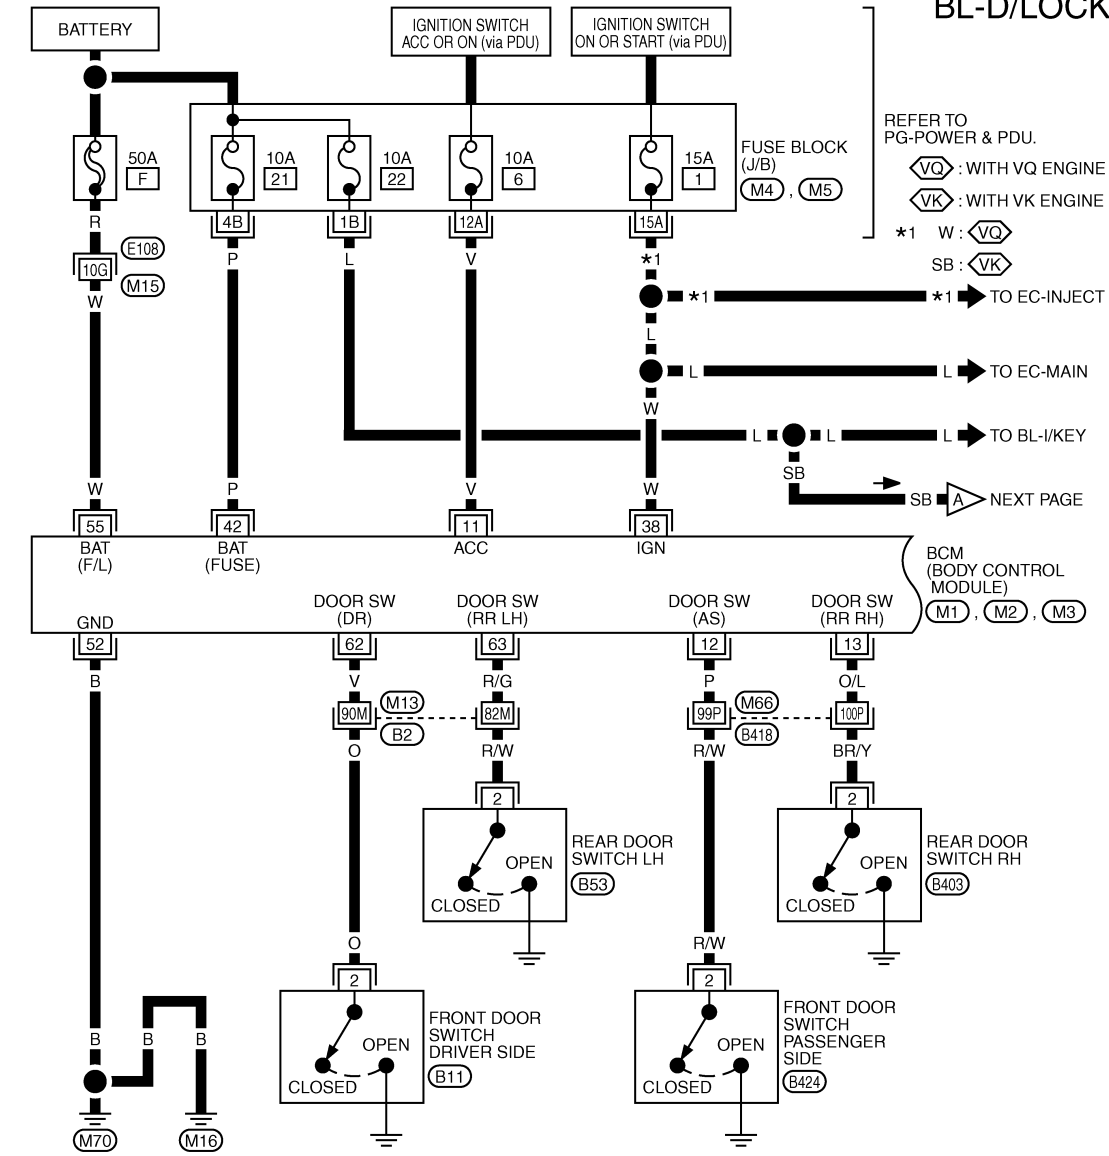 BL-D/LOCK
BATTERY
IGNITION SWITCH
ACC OR ON (via PDU)
IGNITION SWITCH
ON OR START (via PDU)
REFER TO
PG-POWER & PDU.
VQ : WITH VQ ENGINE
VK : WITH VK ENGINE
*1 W : VQ
SB : VK
50A
F
10A
21
10A
22
10A
6
15A
1
FUSE BLOCK
(J/B)
M4 , M5
R
4B
1B
12A
15A
E108
10G
M15
P
L
V
*1
W
*1
*1
TO EC-INJECT
L
L
L
TO EC-MAIN
W
L
L
L
TO BL-I/KEY
SB
W
P
V
W
SB
A
NEXT PAGE
55
42
11
38
BAT
(F/L)
BAT
(FUSE)
ACC
IGN
BCM
(BODY CONTROL
MODULE)
M1 , M2 , M3
GND
DOOR SW
(DR)
DOOR SW
(RR LH)
DOOR SW
(AS)
DOOR SW
(RR RH)
52
62
63
12
13
B
V
R/G
P
O/L
90M
M13
B2
82M
99P
M66
B418
100P
O
R/W
R/W
BR/Y
2
REAR DOOR
SWITCH LH
OPEN
B53
CLOSED
2
REAR DOOR
SWITCH RH
OPEN
B403
CLOSED
O
R/W
2
FRONT DOOR
SWITCH
DRIVER SIDE
OPEN
B11
CLOSED
2
FRONT DOOR
SWITCH
PASSENGER
SIDE
OPEN
B424
CLOSED
B
B
B
M70
M16